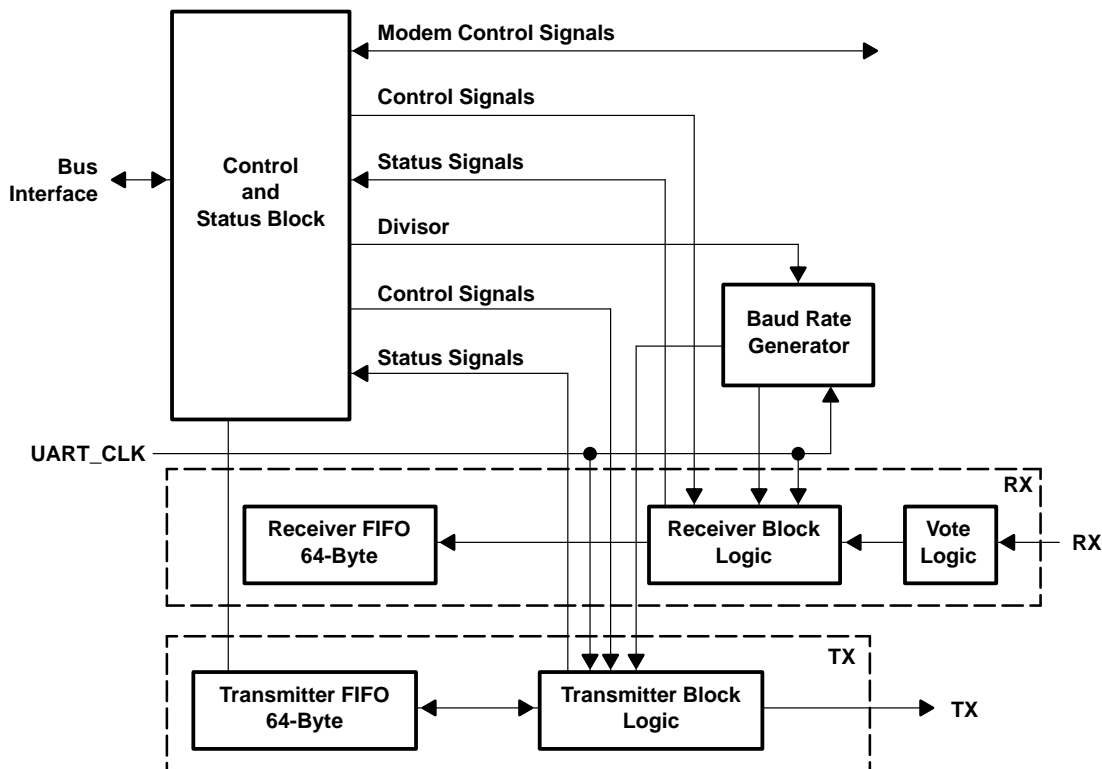 Modem Control Signals
Control Signals
Bus
Interface
Control
and
Status Block
Status Signals
Divisor
Control Signals
Baud Rate
Generator
Status Signals
UART_CLK
RX
Receiver FIFO
64-Byte
Receiver Block
Logic
Vote
Logic
RX
TX
Transmitter FIFO
64-Byte
Transmitter Block
Logic
TX